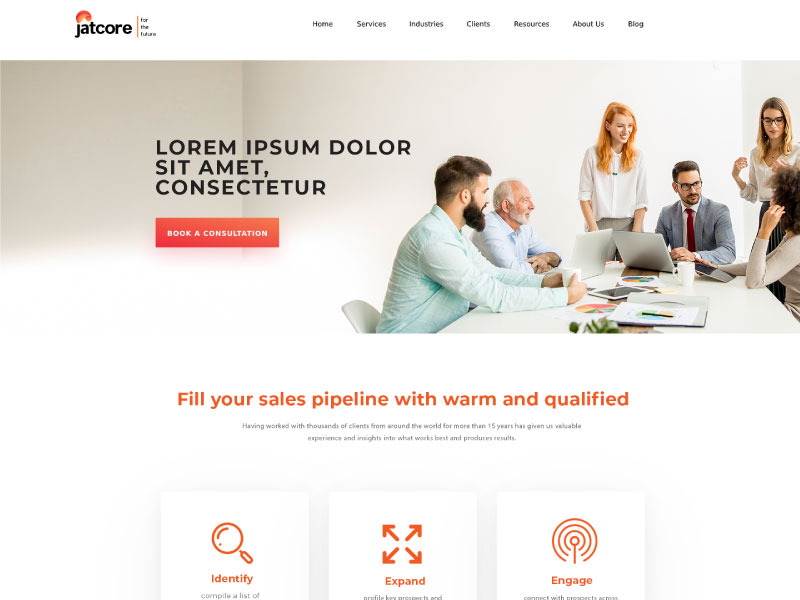 jatcore
for
the
future
Home Services Industries Clients Resources About Us Blog
LOREM IPSUM DOLOR
SIT AMET,
CONSECTETUR
BOOK A CONSULTATION
Fill your sales pipeline with warm and qualified
Having worked with thousands of clients from around the world for more than 15 years has given us valuable
experience and insights into what works best and produces results.
Identify
Expand
Engage
compile a list of
profile key prospects and
connect with prospects across